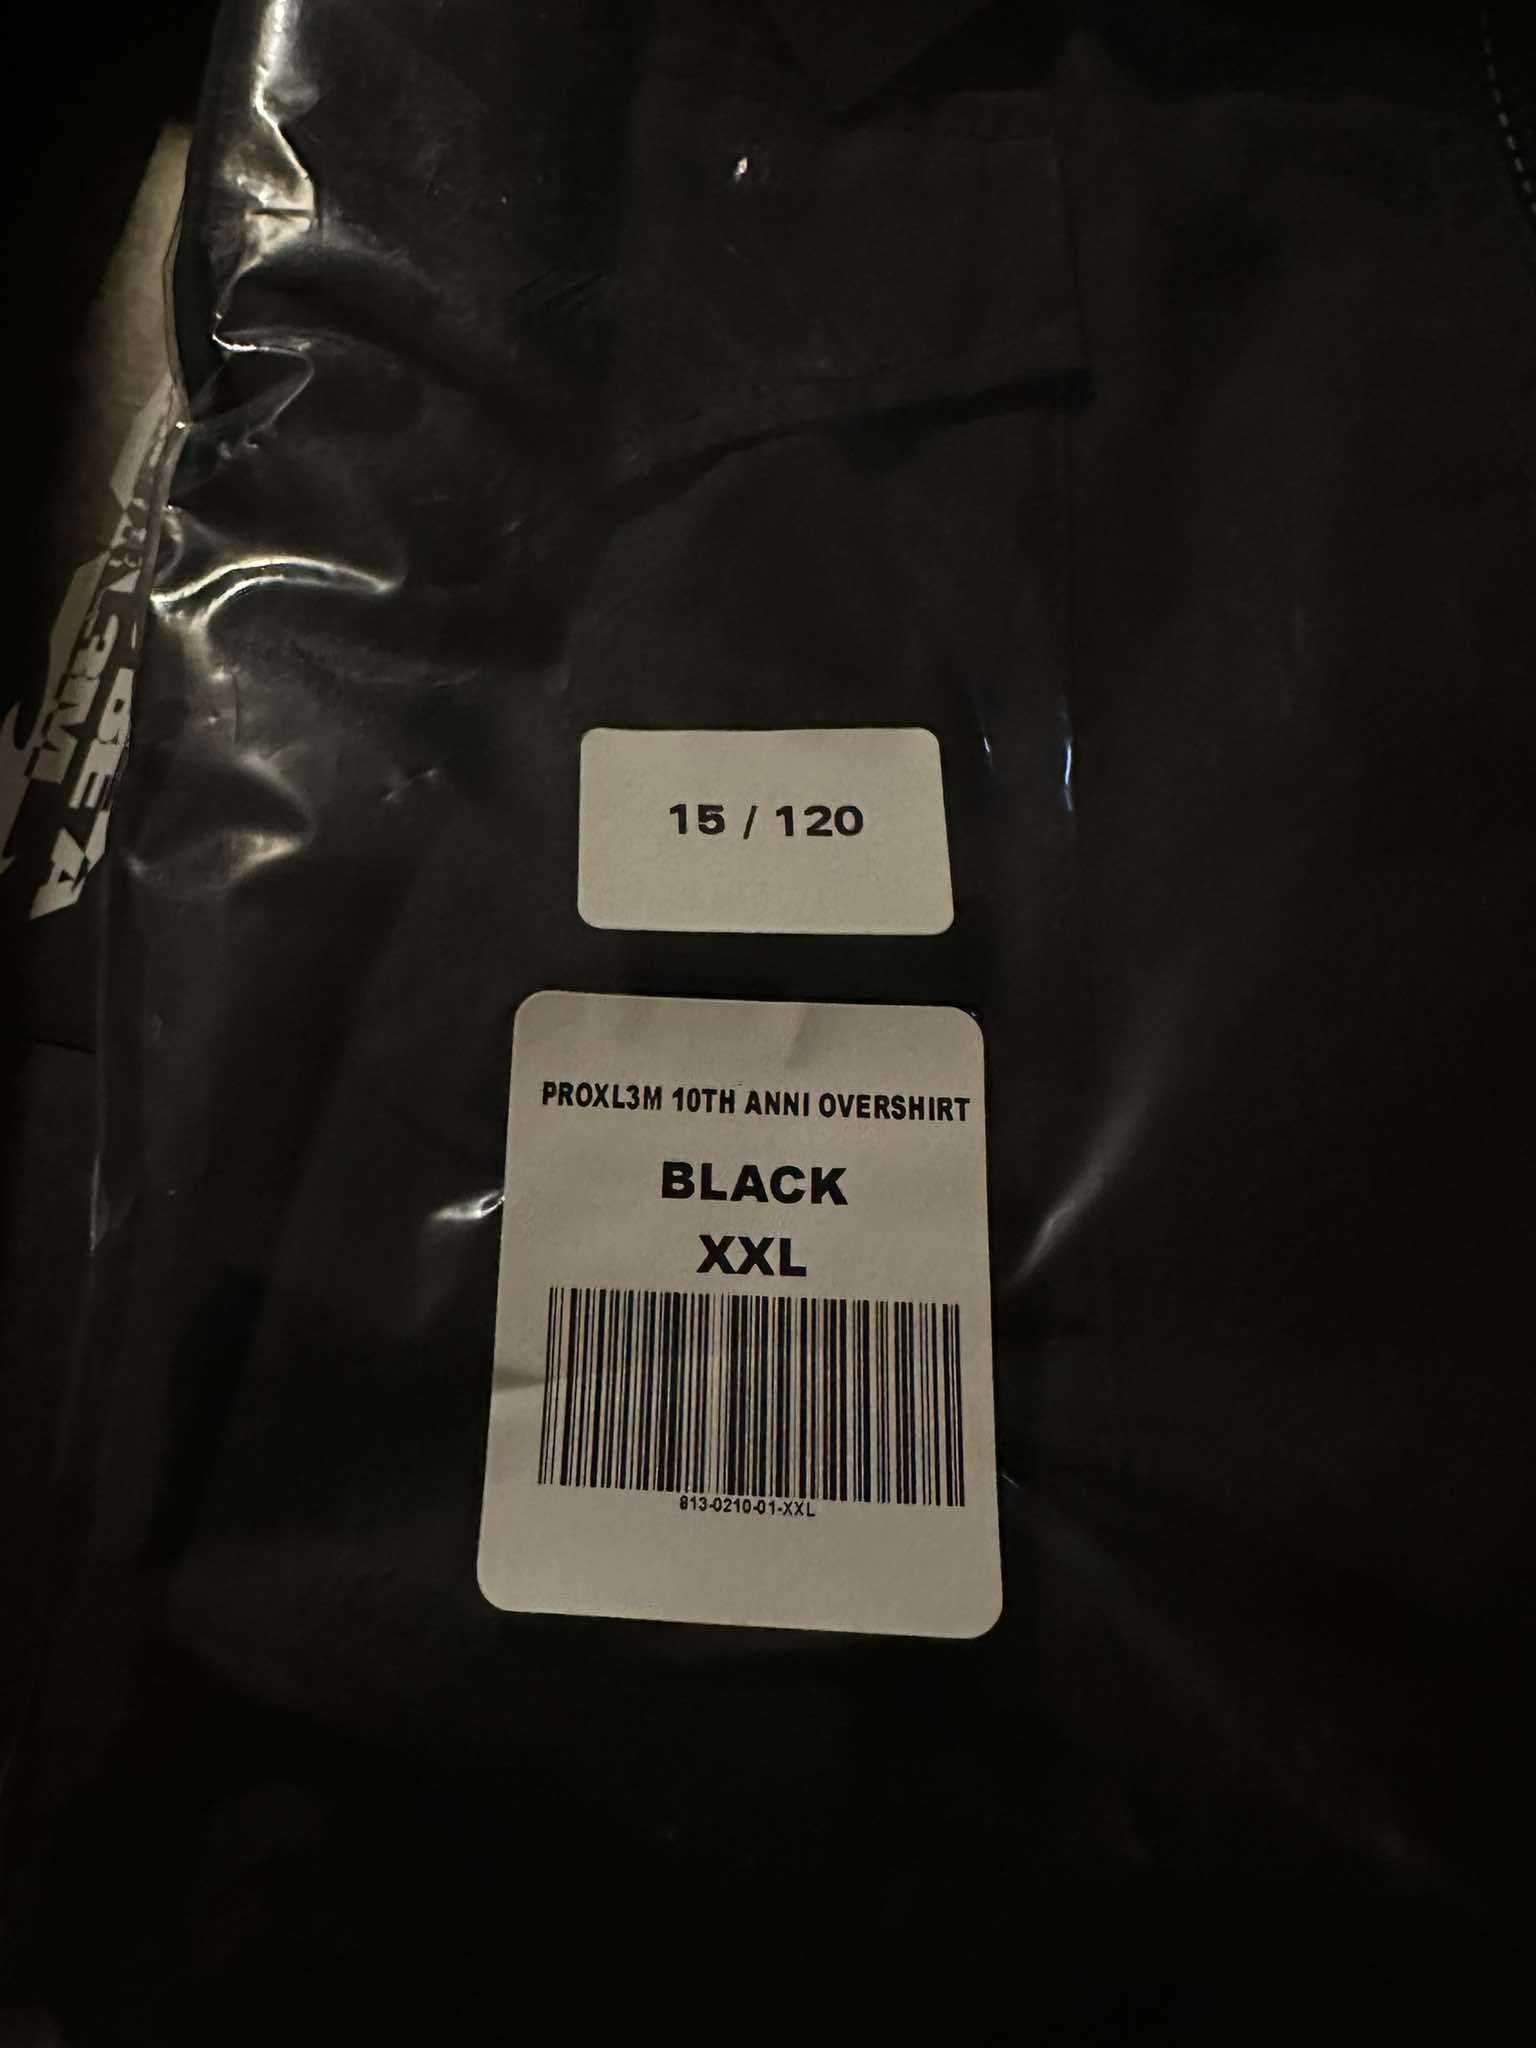 15 / 120
PROXL3M 10TH ANNI OVERSHIRT
BLACK
XXL
813-0210-01-XXL